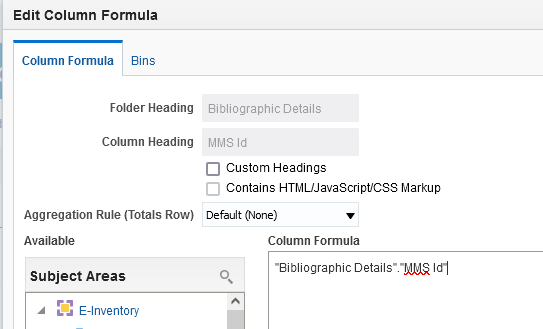 Edit Column Formula
Column Formula Bins
Folder Heading Bibliographic Details
Column Heading MMS Id
Custom Headings
Contains HTML/JavaScript/CSS Markup
Aggregation Rule (Totals Row) Default (None)
Available Column Formula
Subject Areas "Bibliographic Details"."MMS Id"
E-Inventory